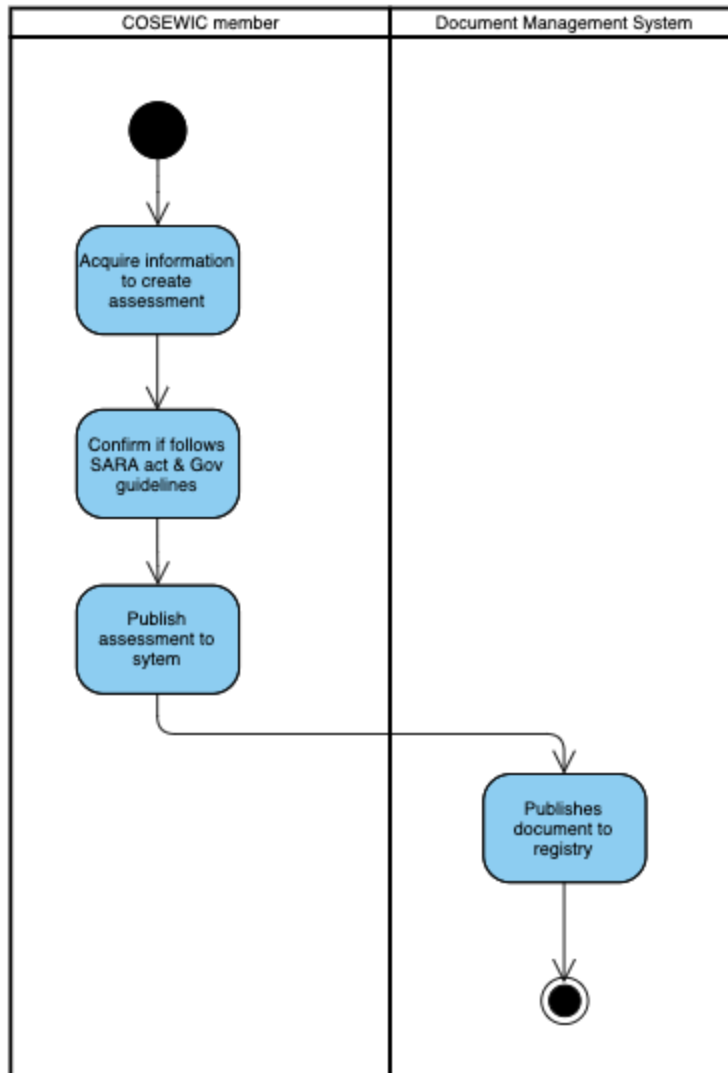 COSEWIC member
Document Management System
Acquire information
to create
assessment
Confirm if follows
SARA act & Gov
guidelines
Publish
assessment to
sytem
Publishes
document to
registry